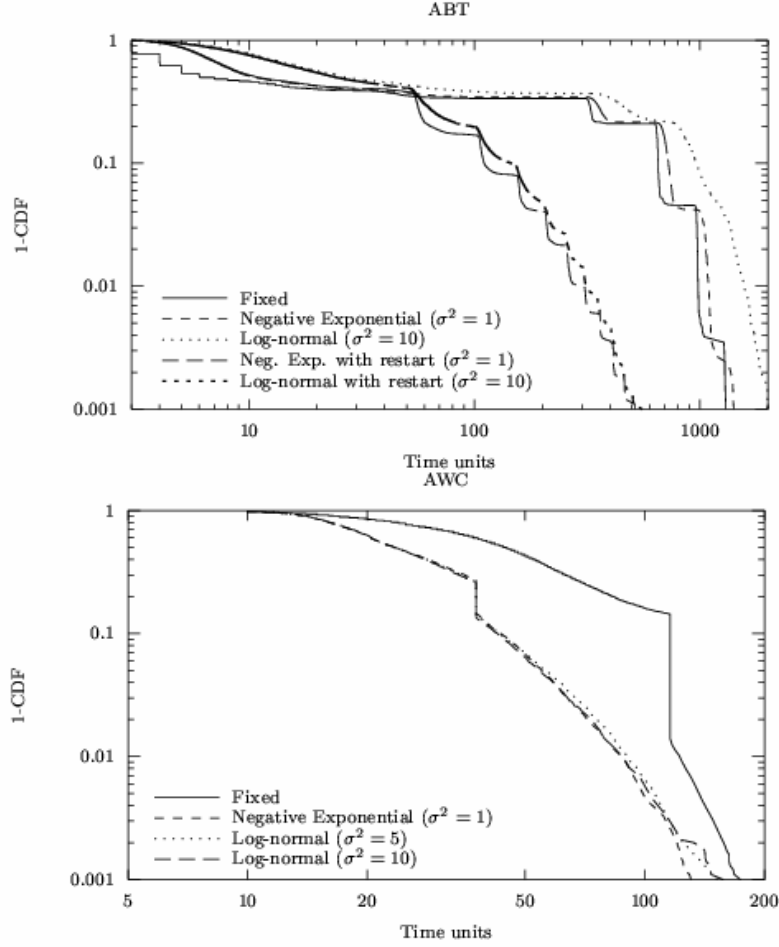 ABT
1
0.1
0.01
0.001
1-CDF
Fixed
Negative Exponential (σ² = 1)
Log-normal (σ² = 10)
Neg. Exp. with restart (σ² = 1)
Log-normal with restart (σ² = 10)
10 100 1000
Time units
AWC
1
0.1
0.01
0.001
1-CDF
Fixed
Negative Exponential (σ² = 1)
Log-normal (σ² = 5)
Log-normal (σ² = 10)
5 10 20 50 100 200
Time units